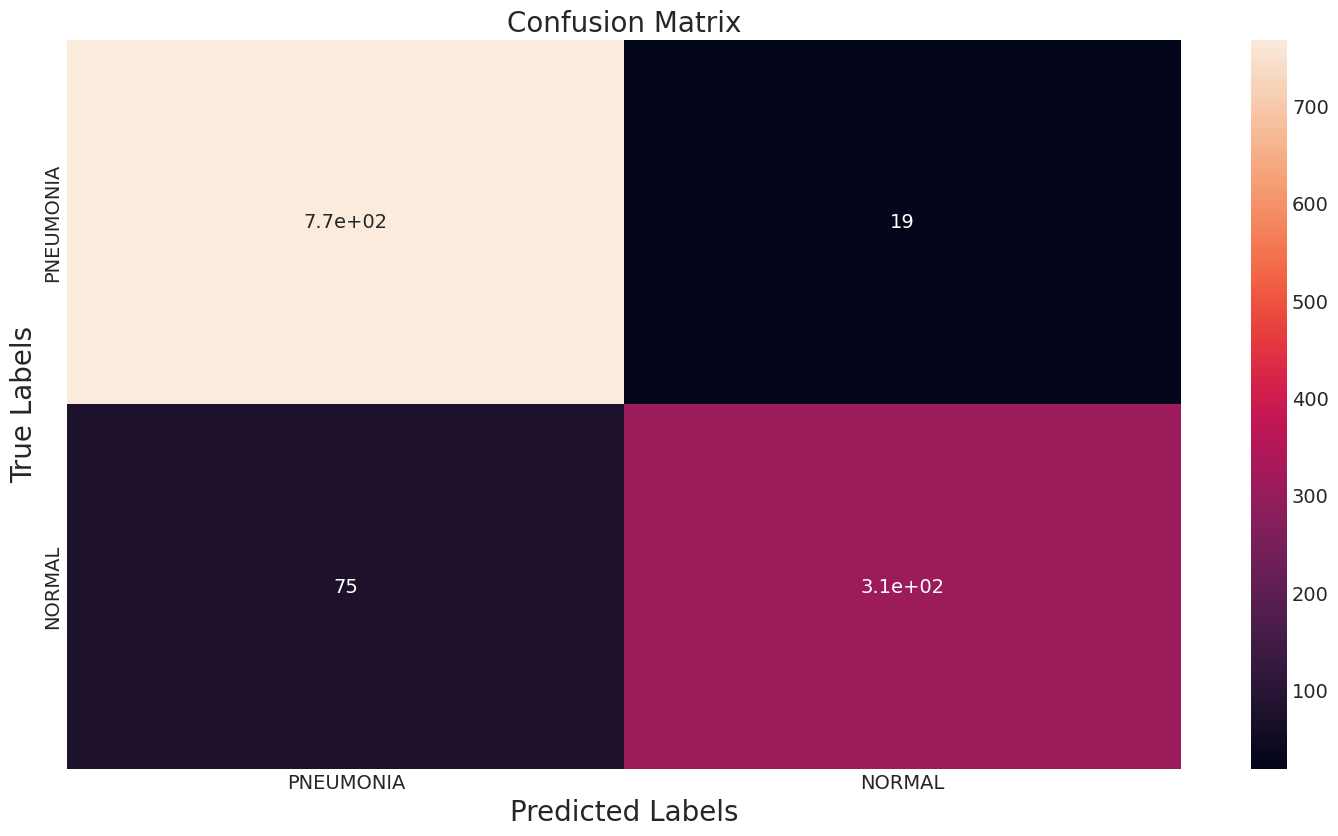 Confusion Matrix
True Labels
PNEUMONIA
NORMAL
7.7e+02
19
75
3.1e+02
PNEUMONIA
NORMAL
Predicted Labels
700
600
500
400
300
200
100